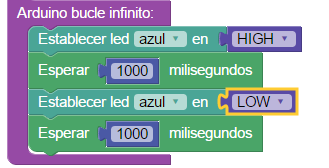 Arduino bucle infinito:
Establecer led azul en HIGH
Esperar 1000 milisegundos
Establecer led azul en LOW
Esperar 1000 milisegundos